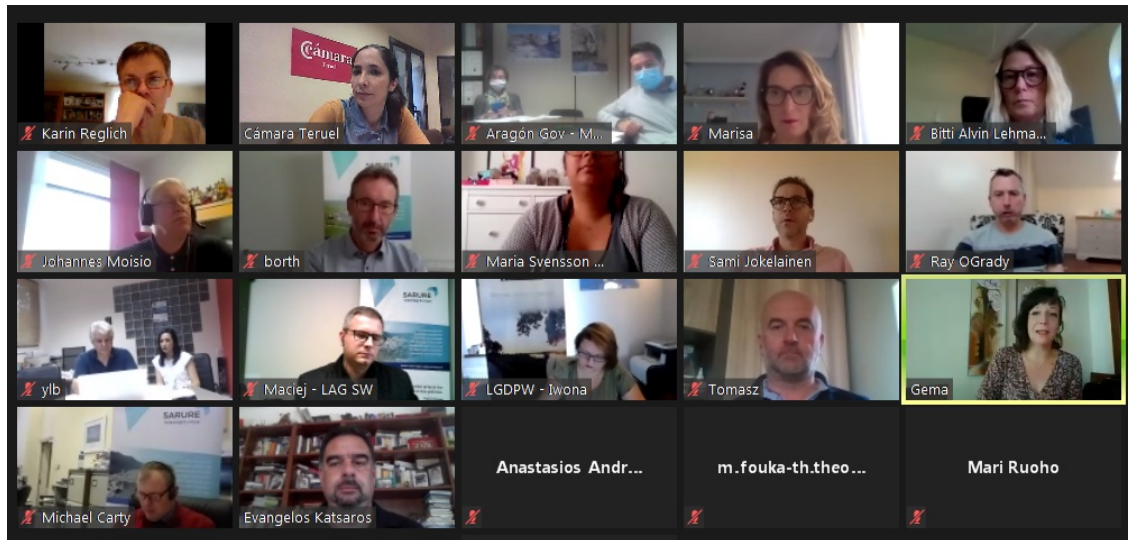 Cámara
Teruel
Karin Reglich
Cámara Teruel
Aragón Gov - M...
Marisa
Bitti Alvin Lehma...
SARURE
Johannes Moisio
borth
Maria Svensson ...
Sami Jokelainen
Ray OGrady
SARURE
ylb
Maciej - LAG SW
LGDPW - Iwona
Tomasz
Gema
SARURE
Michael Carty
Evangelos Katsaros
Anastasios Andr...
m.fouka-th.theo...
Mari Ruoho